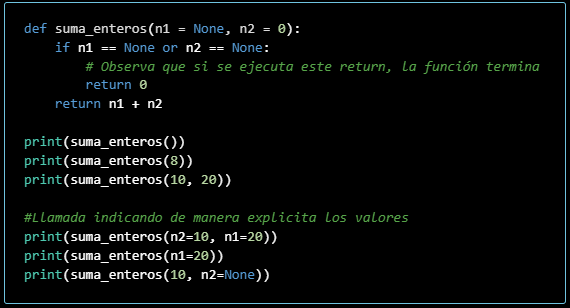 def suma_enteros(n1 = None, n2 = 0):
    if n1 == None or n2 == None:
        # Observa que si se ejecuta este return, la función termina
        return 0
    return n1 + n2

print(suma_enteros())
print(suma_enteros(8))
print(suma_enteros(10, 20))

#Llamada indicando de manera explicita los valores
print(suma_enteros(n2=10, n1=20))
print(suma_enteros(n1=20))
print(suma_enteros(10, n2=None))